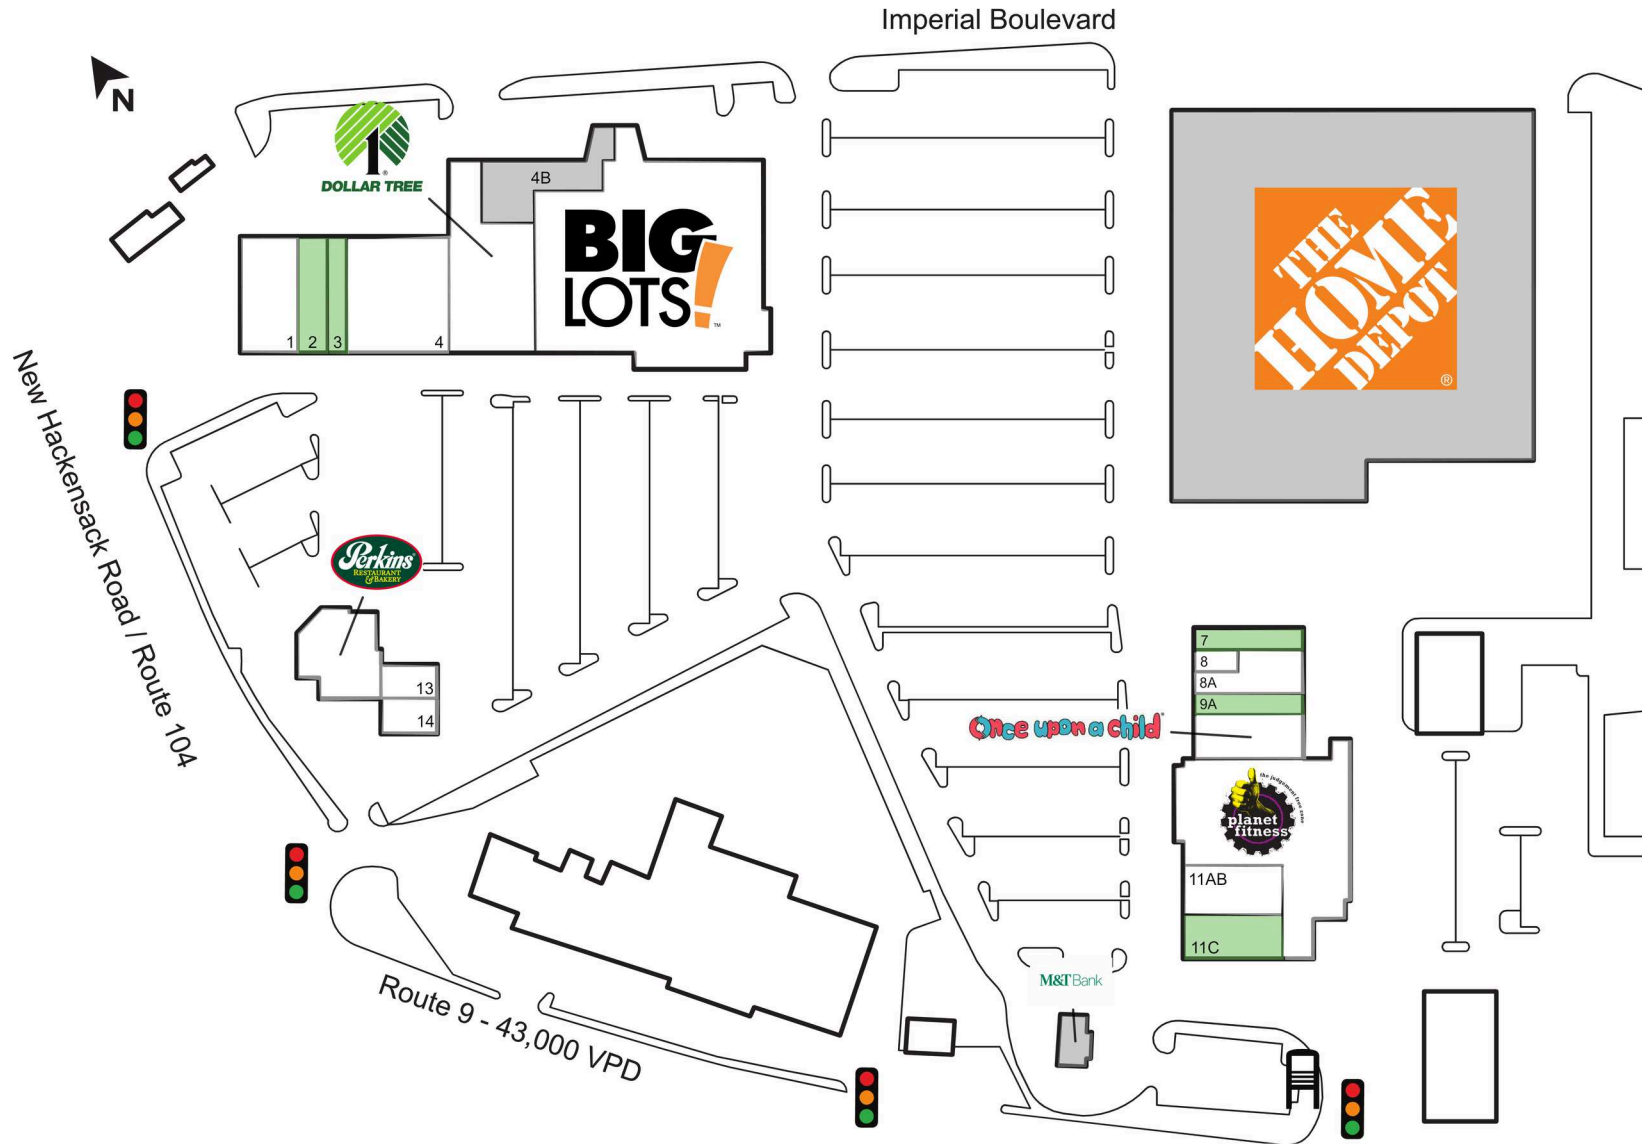 Imperial Boulevard
N
DOLLAR TREE
4B
BIG
LOTS!
™
1
2
3
4
THE
HOME
DEPOT
®
New Hackensack Road / Route 104
Perkins
RESTAURANT
& BAKERY
13
14
7
8
8A
9A
Once upon a child
the judgement free zone
planet
fitness
11AB
11C
M&T Bank
Route 9 - 43,000 VPD